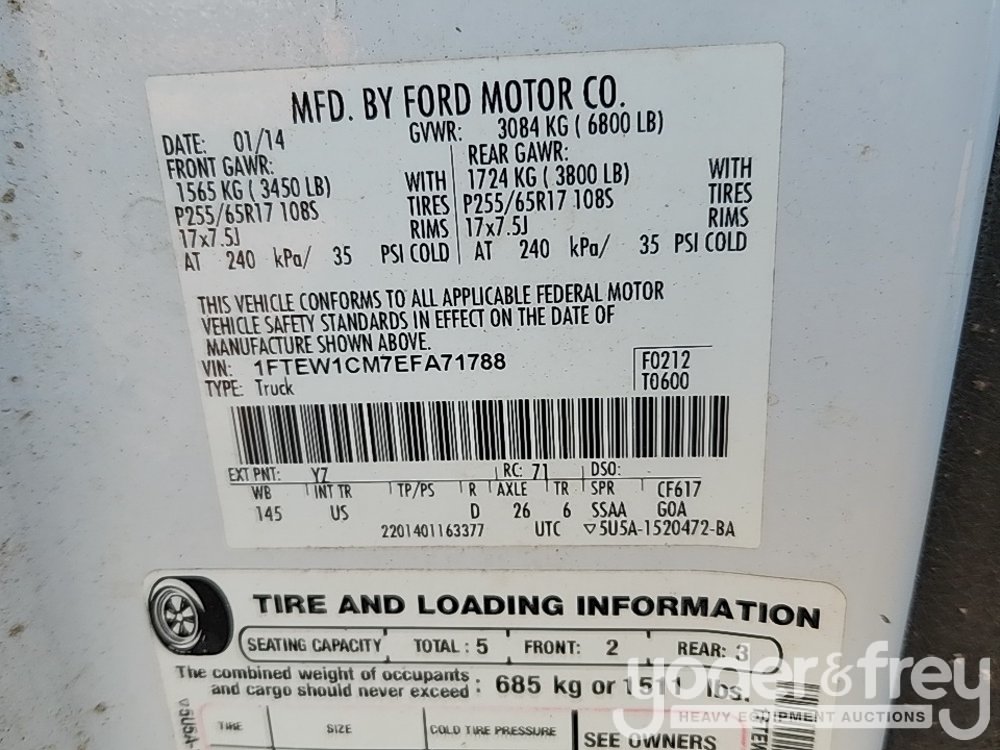 MFD. BY FORD MOTOR CO.
DATE: 01/14 GVWR: 3084 KG ( 6800 LB)
FRONT GAWR: REAR GAWR:
1565 KG ( 3450 LB) WITH 1724 KG ( 3800 LB) WITH
P255/65R17 108S TIRES P255/65R17 108S TIRES
17x7.5J RIMS 17x7.5J RIMS
AT 240 kPa/ 35 PSI COLD AT 240 kPa/ 35 PSI COLD
THIS VEHICLE CONFORMS TO ALL APPLICABLE FEDERAL MOTOR
VEHICLE SAFETY STANDARDS IN EFFECT ON THE DATE OF
MANUFACTURE SHOWN ABOVE.
VIN: 1FTEW1CM7EFA71788 F0212
TYPE: Truck T0600
EXT PNT: YZ RC: 71 DSO:
WB INT TR TP/PS R AXLE TR SPR CF617
145 US D 26 6 SSAA GOA
2201401163377 UTC ▽5U5A-1520472-BA
TIRE AND LOADING INFORMATION
SEATING CAPACITY TOTAL : 5 FRONT: 2 REAR: 3
The combined weight of occupants
and cargo should never exceed : 685 kg or 1511 lbs.
▽5U5A-
TIRE SIZE COLD TIRE PRESSURE SEE OWNERS
1FTE
yoder&frey
HEAVY EQUIPMENT AUCTIONS